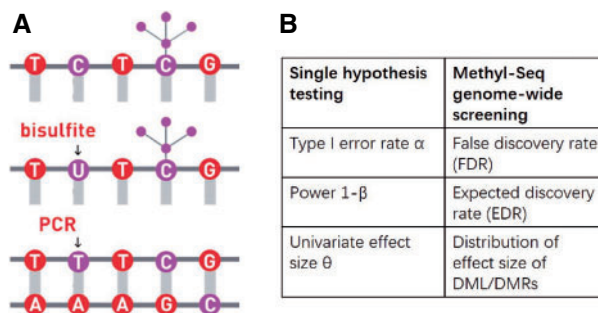 A
T C T C G
bisulfite
↓
T U T C G
PCR
↓
T T T C G
A A A G C
B
Single hypothesis
testing
Methyl-Seq
genome-wide
screening
Type I error rate α
False discovery rate
(FDR)
Power 1-β
Expected discovery
rate (EDR)
Univariate effect
size θ
Distribution of
effect size of
DML/DMRs